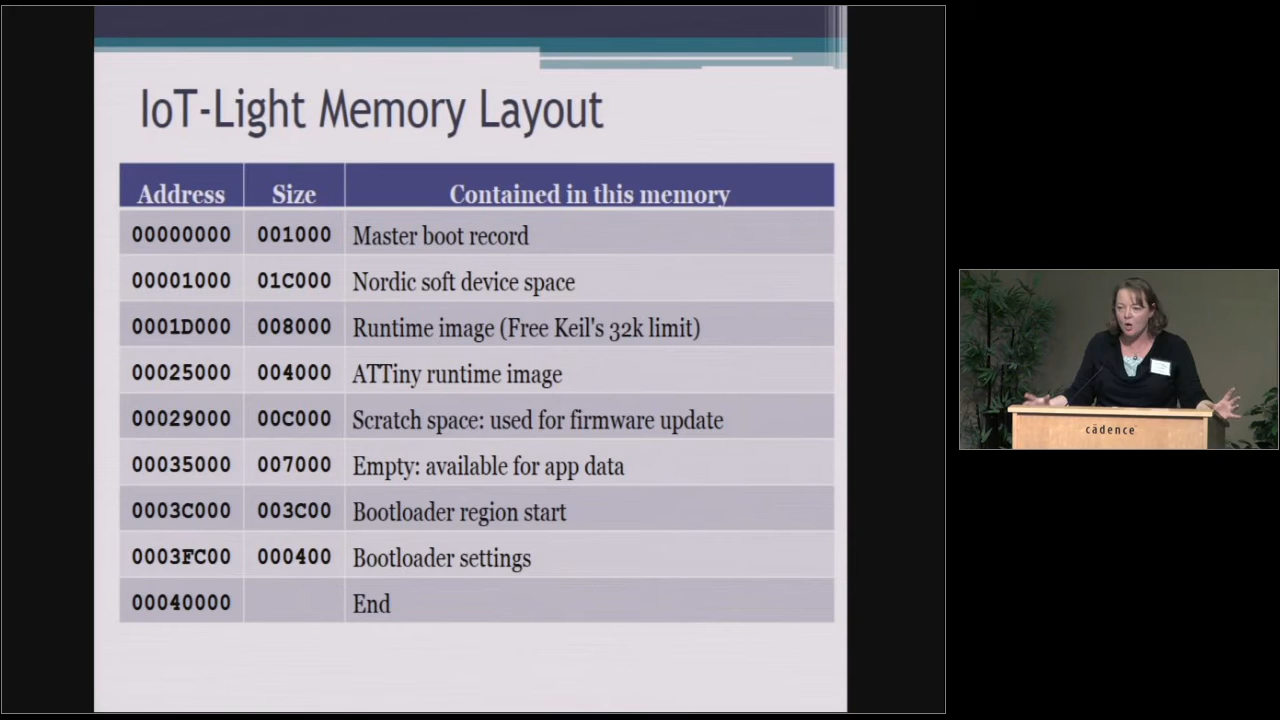 IoT-Light Memory Layout
Address Size Contained in this memory
00000000 001000 Master boot record
00001000 01C000 Nordic soft device space
0001D000 008000 Runtime image (Free Keil's 32k limit)
00025000 004000 ATTiny runtime image
00029000 00C000 Scratch space: used for firmware update
00035000 007000 Empty: available for app data
0003C000 003C00 Bootloader region start
0003FC00 000400 Bootloader settings
00040000 End
cādence